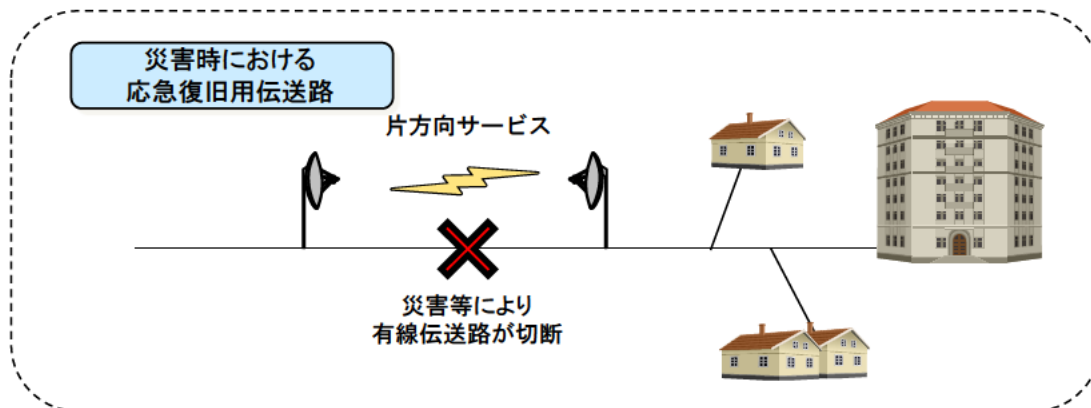 災害時における
応急復旧用伝送路
片方向サービス
災害等により
有線伝送路が切断